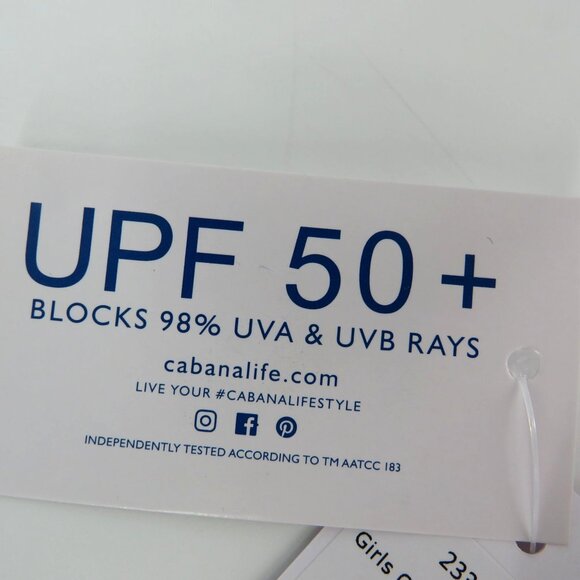 UPF 50+
BLOCKS 98% UVA & UVB RAYS
cabanalife.com
LIVE YOUR #CABANALIFESTYLE
INDEPENDENTLY TESTED ACCORDING TO TM AATCC 183
Girls